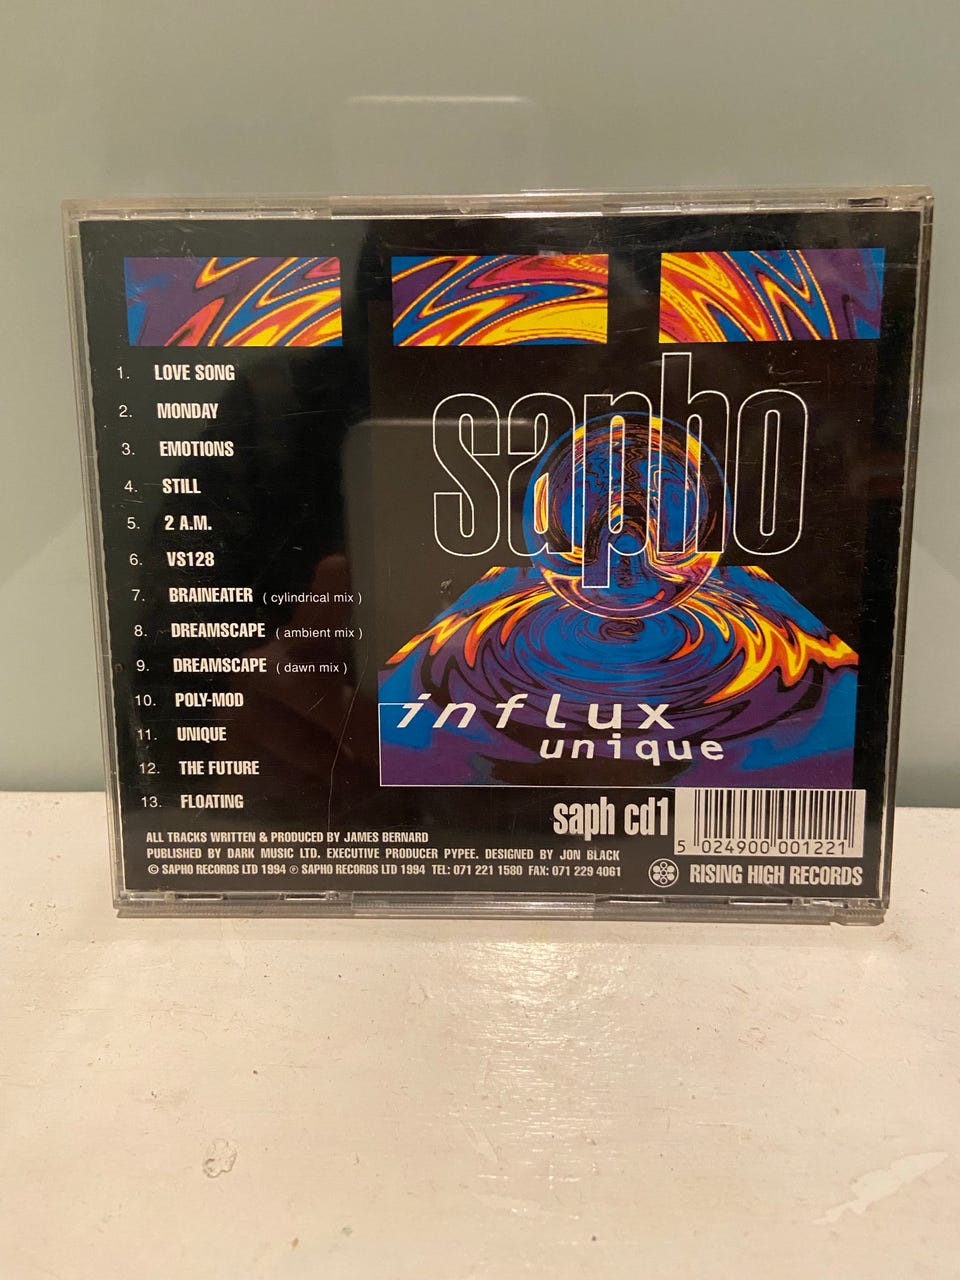 1. LOVE SONG
2. MONDAY
3. EMOTIONS
4. STILL
5. 2 A.M.
6. VS128
7. BRAINEATER ( cylindrical mix )
8. DREAMSCAPE ( ambient mix )
9. DREAMSCAPE ( dawn mix )
10. POLY-MOD
11. UNIQUE
12. THE FUTURE
13. FLOATING
sapho
influx
unique
saph cd1
5 024900 001221
ALL TRACKS WRITTEN & PRODUCED BY JAMES BERNARD
PUBLISHED BY DARK MUSIC LTD. EXECUTIVE PRODUCER PYPEE. DESIGNED BY JON BLACK
© SAPHO RECORDS LTD 1994 ℗ SAPHO RECORDS LTD 1994 TEL: 071 221 1580 FAX: 071 229 4061
RISING HIGH RECORDS